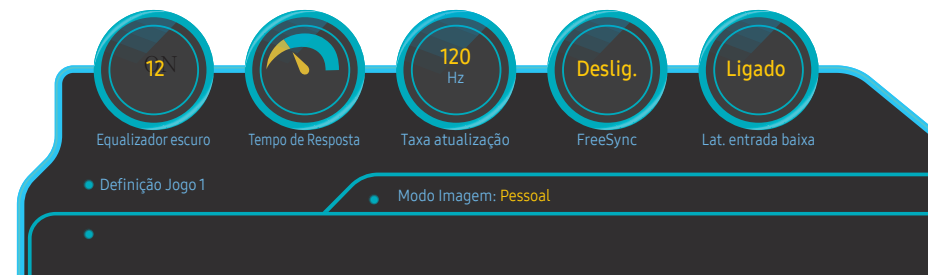 12
120
Hz
Deslig.
Ligado
Equalizador escuro
Tempo de Resposta
Taxa atualização
FreeSync
Lat. entrada baixa
Definição Jogo 1
Modo Imagem: Pessoal